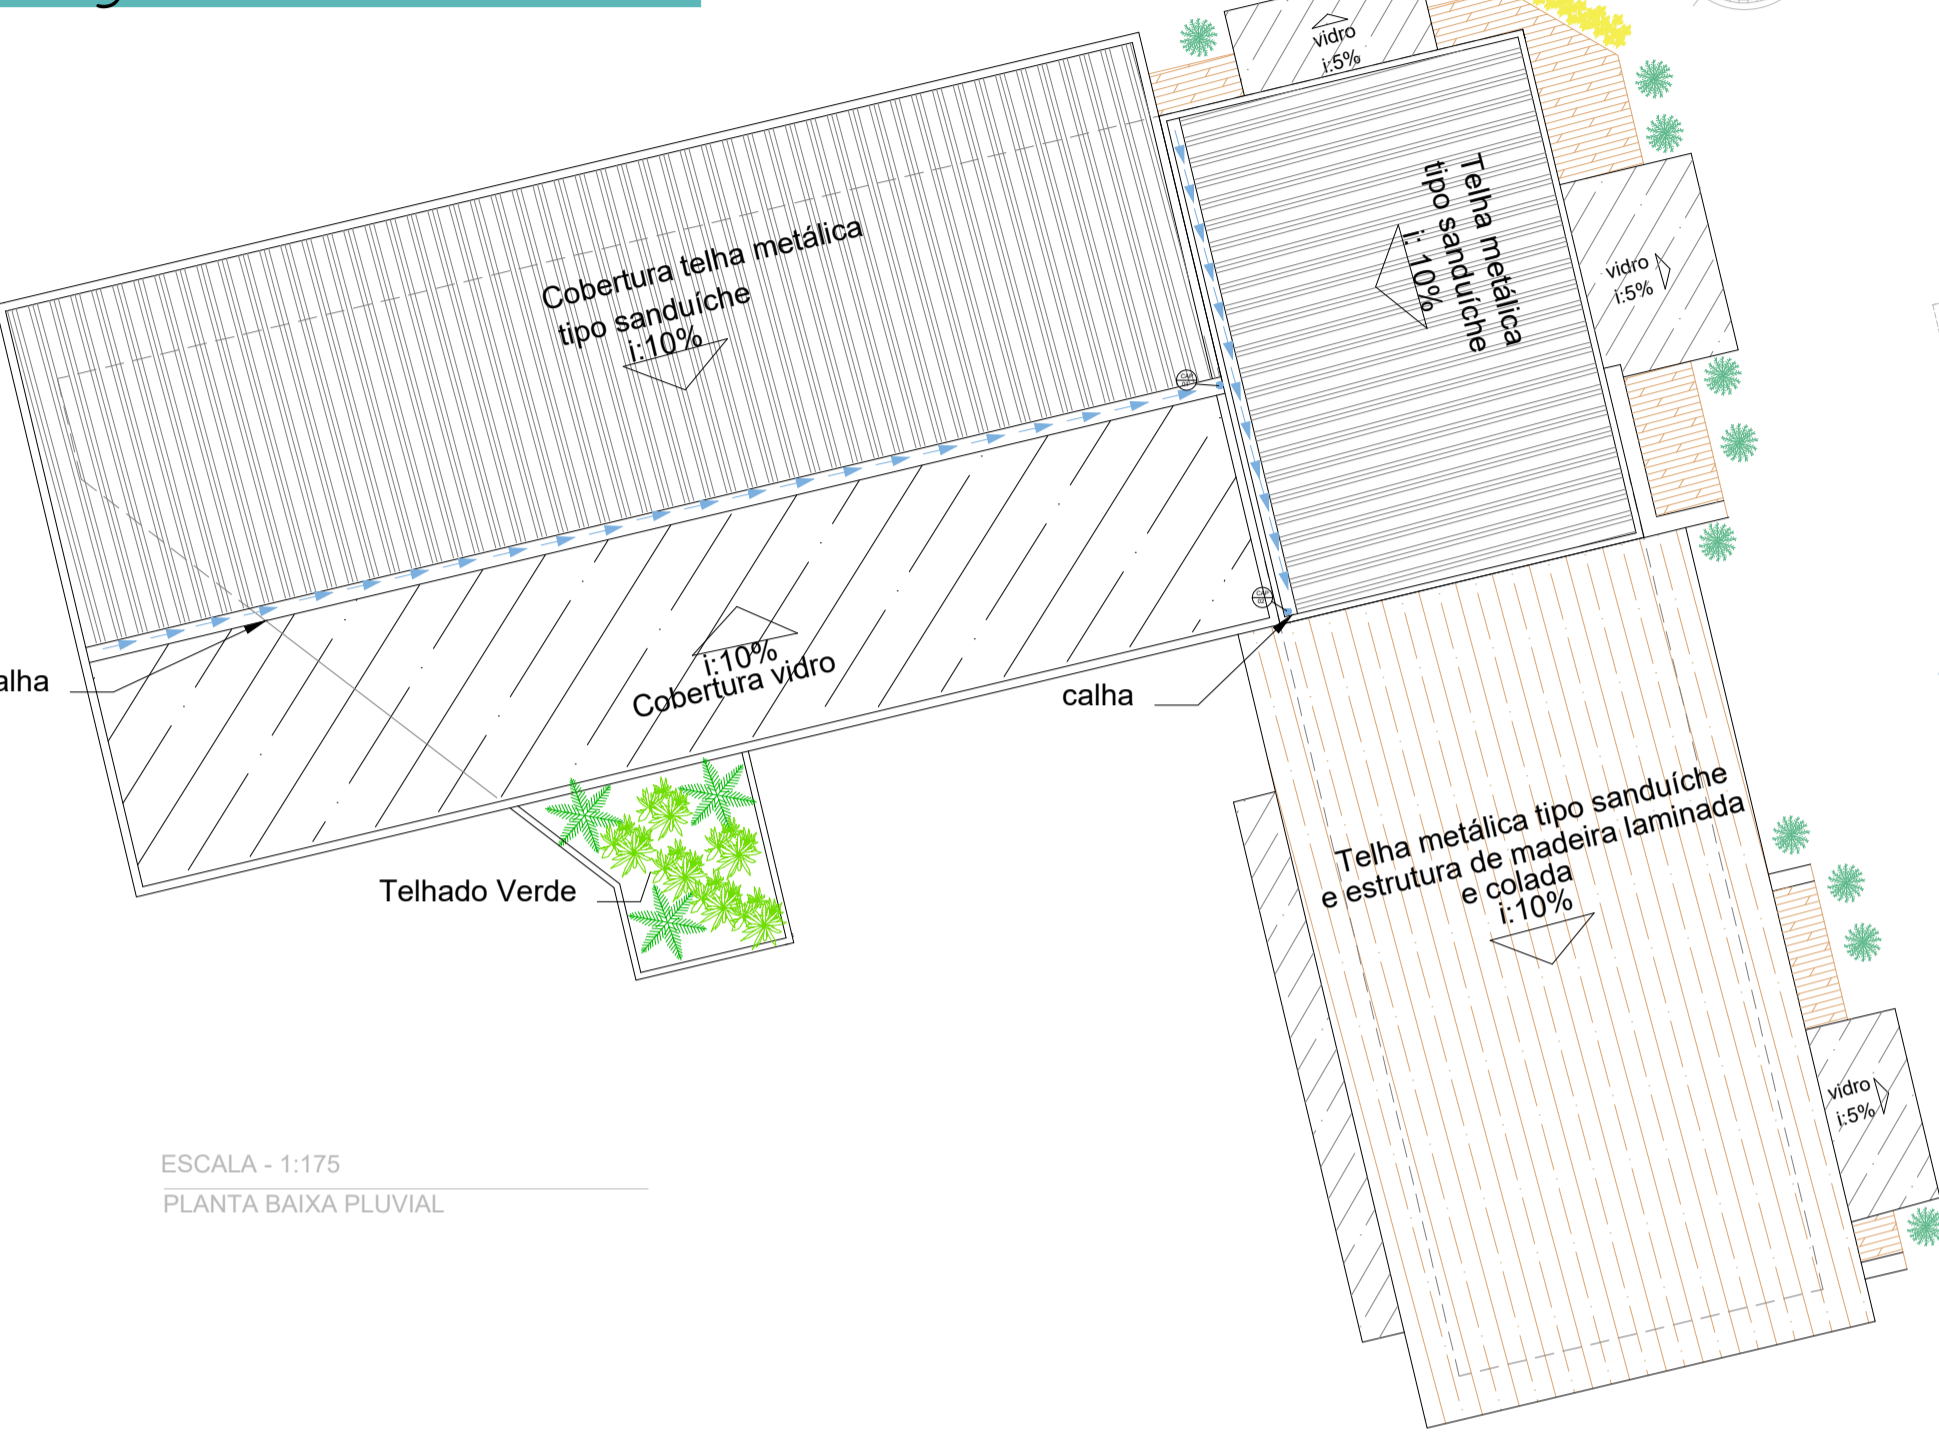 vidro
i:5%
Cobertura telha metálica
tipo sanduíche
i:10%
Telha metálica
tipo sanduíche
i: 10%
vidro
i:5%
i:10%
Cobertura vidro
alha
calha
Telhado Verde
Telha metálica tipo sanduíche
e estrutura de madeira laminada
e colada
i:10%
vidro
i:5%
ESCALA - 1:175
PLANTA BAIXA PLUVIAL